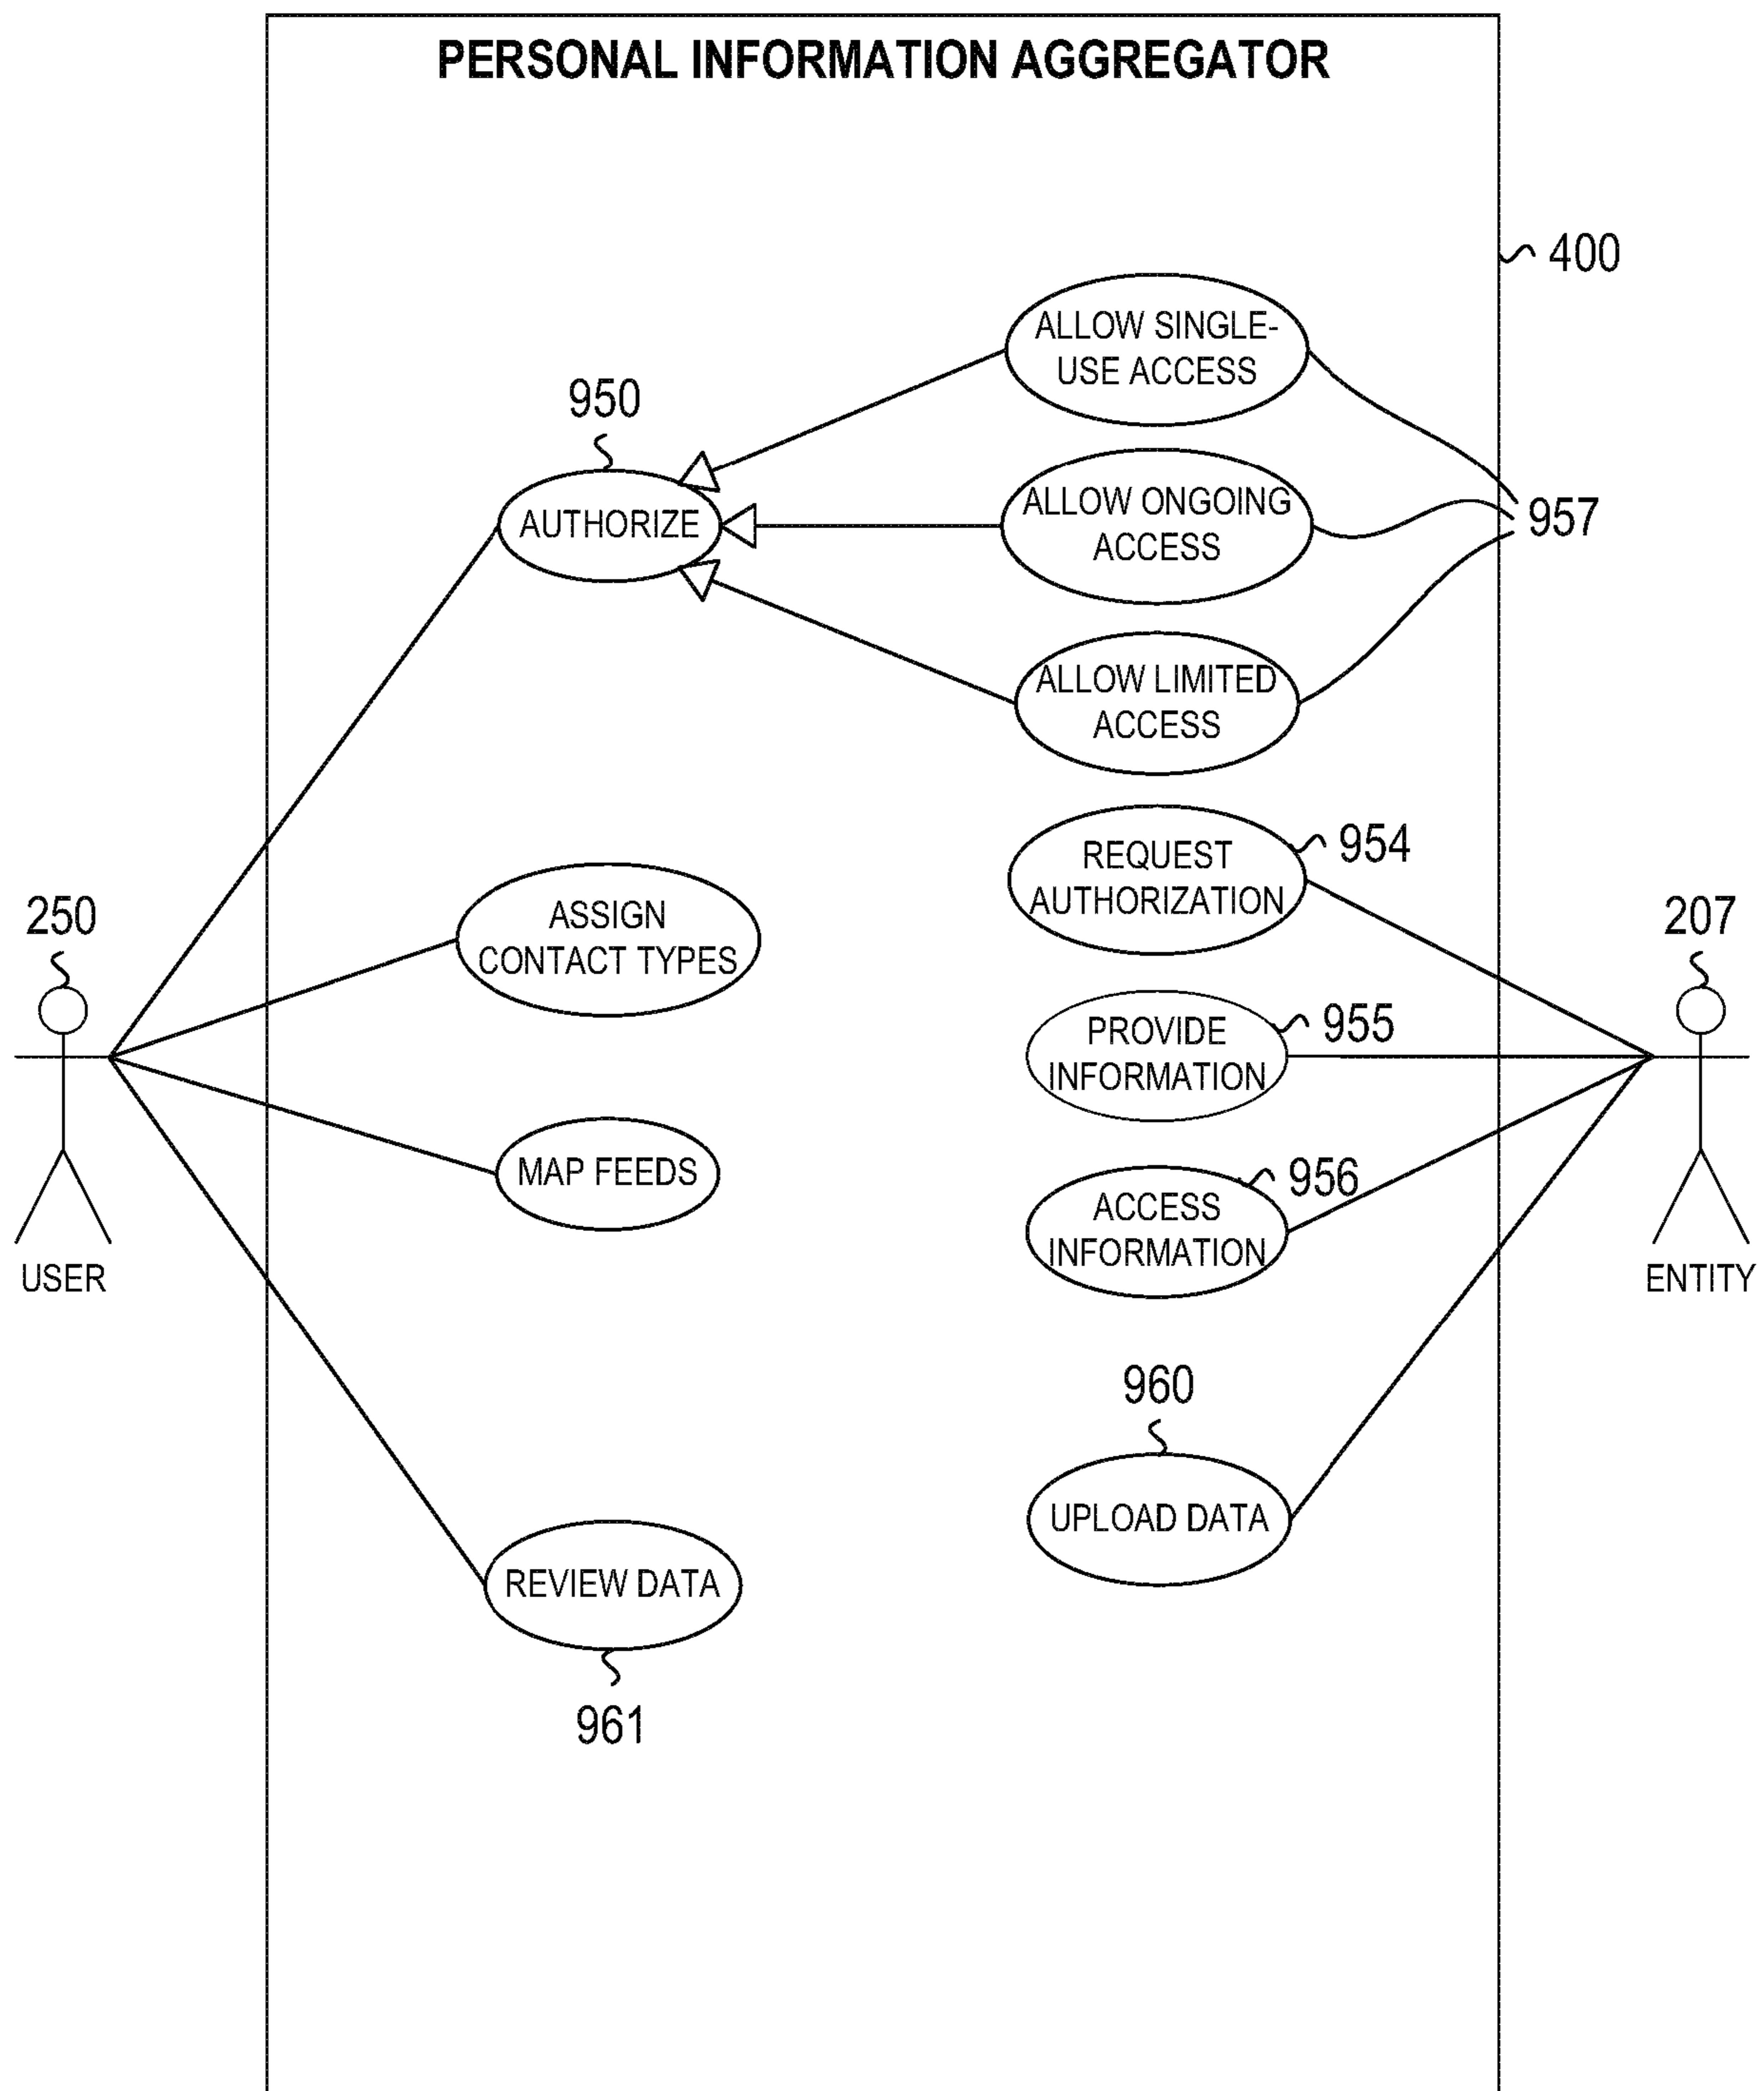 PERSONAL INFORMATION AGGREGATOR
400
ALLOW SINGLE-
USE ACCESS
950
AUTHORIZE
ALLOW ONGOING
ACCESS
957
ALLOW LIMITED
ACCESS
REQUEST
AUTHORIZATION
954
250
ASSIGN
CONTACT TYPES
207
PROVIDE
INFORMATION
955
MAP FEEDS
ACCESS
INFORMATION
956
USER
ENTITY
960
UPLOAD DATA
REVIEW DATA
961